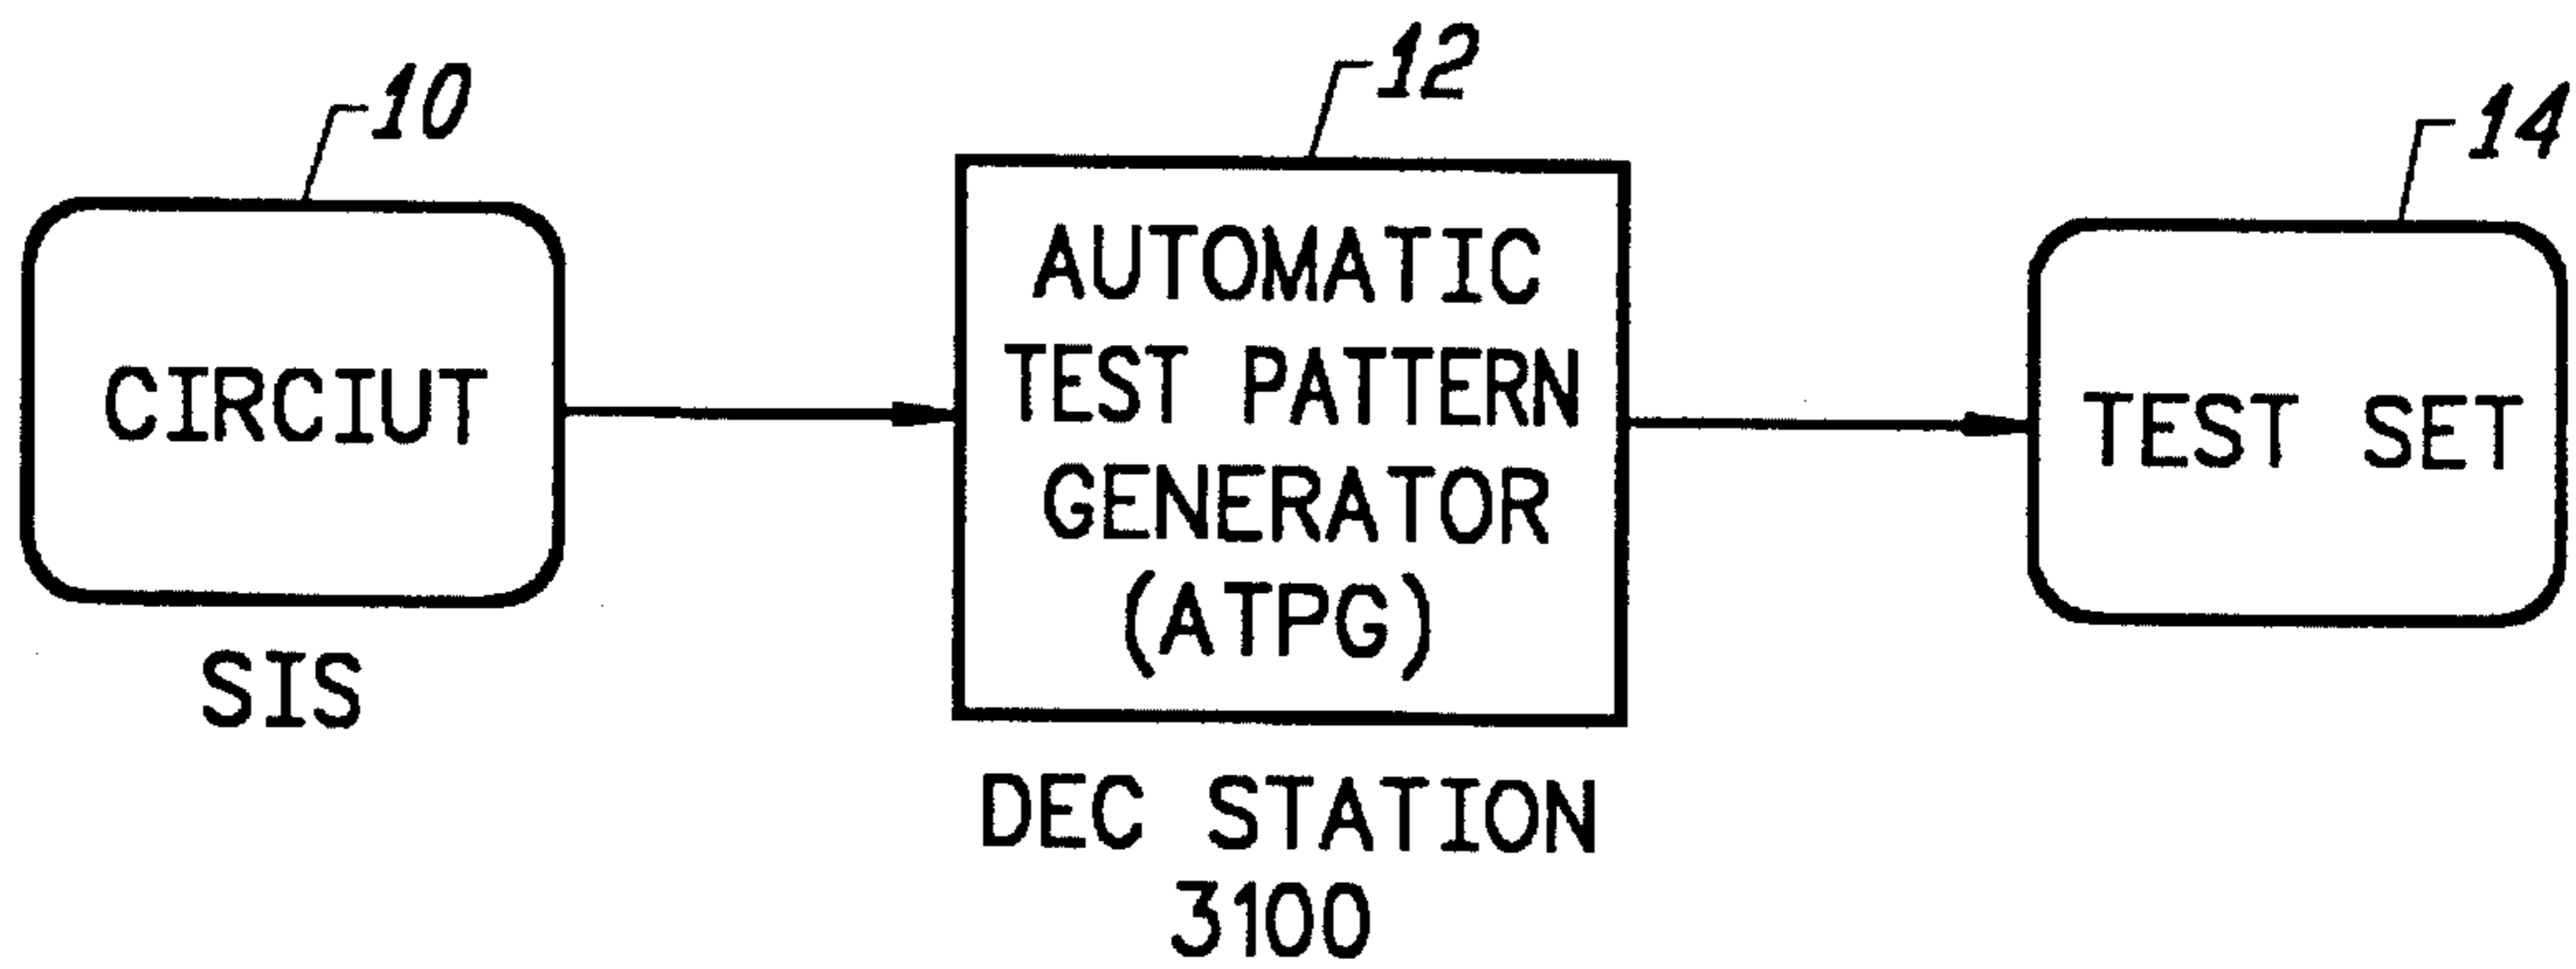 10
12
14
CIRCIUT
SIS
AUTOMATIC
TEST PATTERN
GENERATOR
(ATPG)
DEC STATION
3100
TEST SET